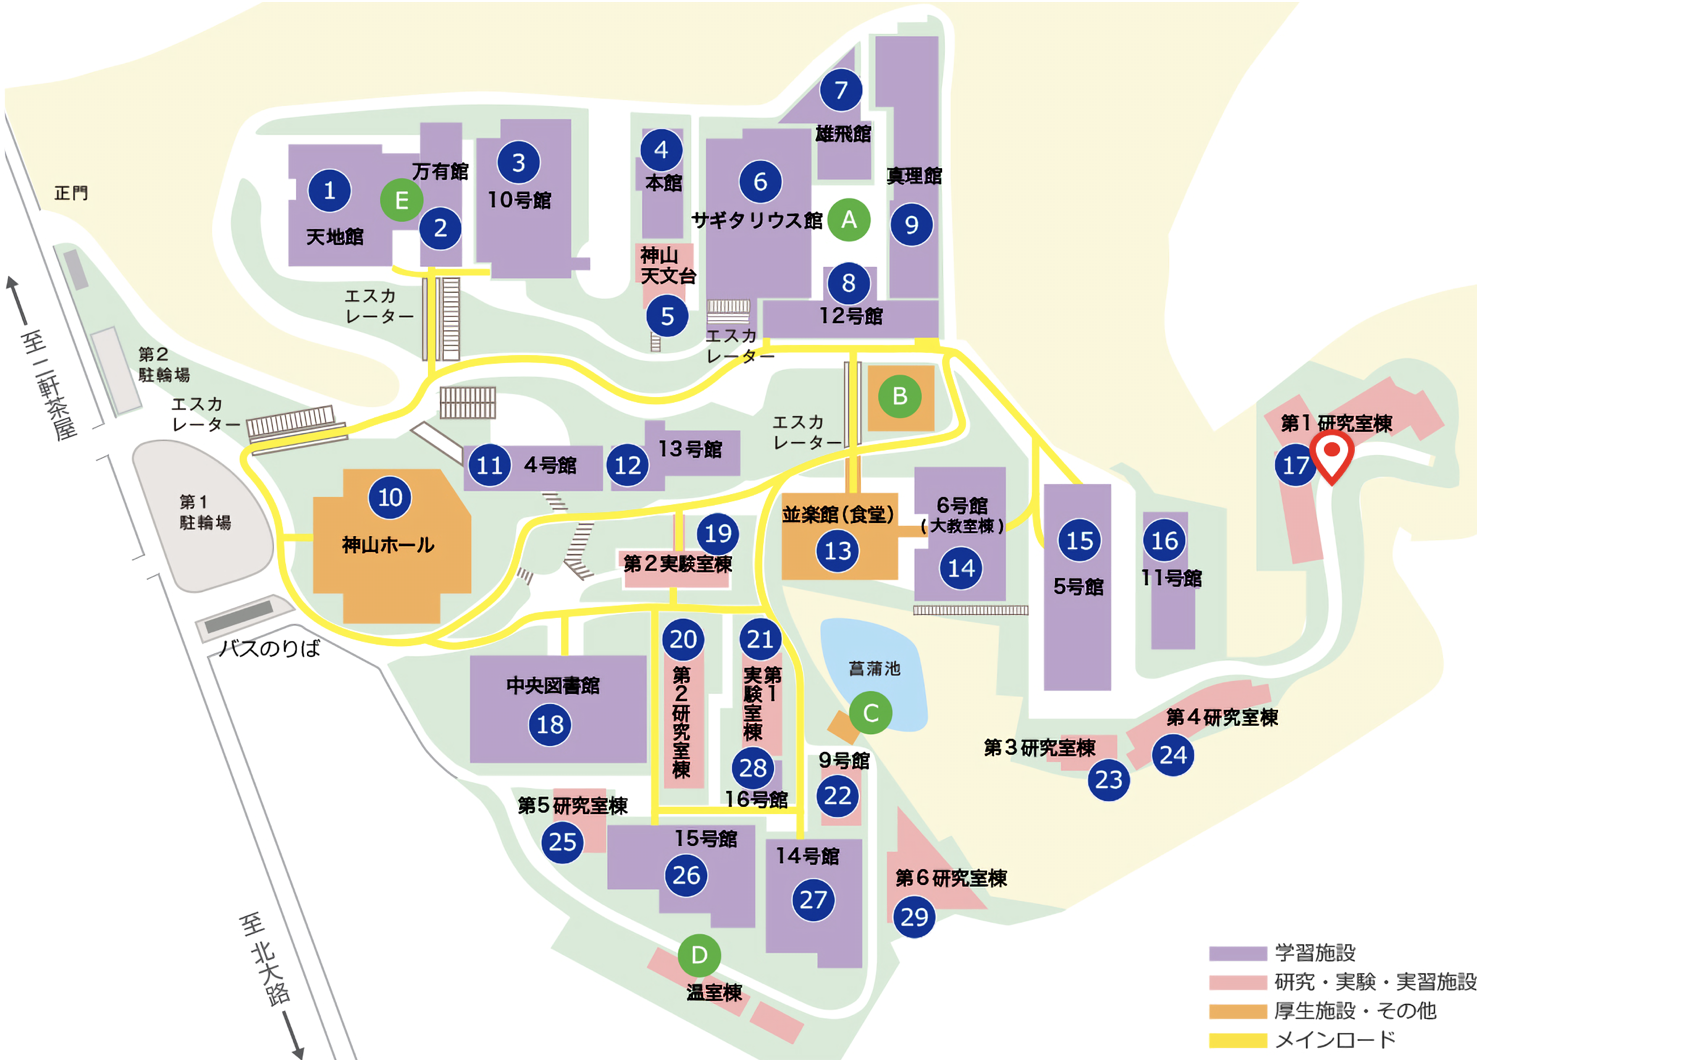 7
雄飛館
4
本館
3
10号館
万有館
1
E
2
天地館
正門
6
サギタリウス館
A
真理館
9
神山
天文台
5
8
12号館
エスカ
レーター
エスカ
レーター
至 二軒茶屋
第2
駐輪場
エスカ
レーター
エスカ
レーター
B
11
4号館
12
13号館
10
神山ホール
第1
駐輪場
バスのりば
19
第2実験室棟
並楽館(食堂)
13
6号館
(大教室棟)
14
15
5号館
16
11号館
第1研究室棟
17
20
第2研究室棟
21
第1
実験室棟
28
16号館
中央図書館
18
菖蒲池
C
9号館
22
第3研究室棟
23
第4研究室棟
24
第5研究室棟
25
15号館
26
14号館
27
第6研究室棟
29
D
温室棟
至 北大路
学習施設
研究・実験・実習施設
厚生施設・その他
メインロード